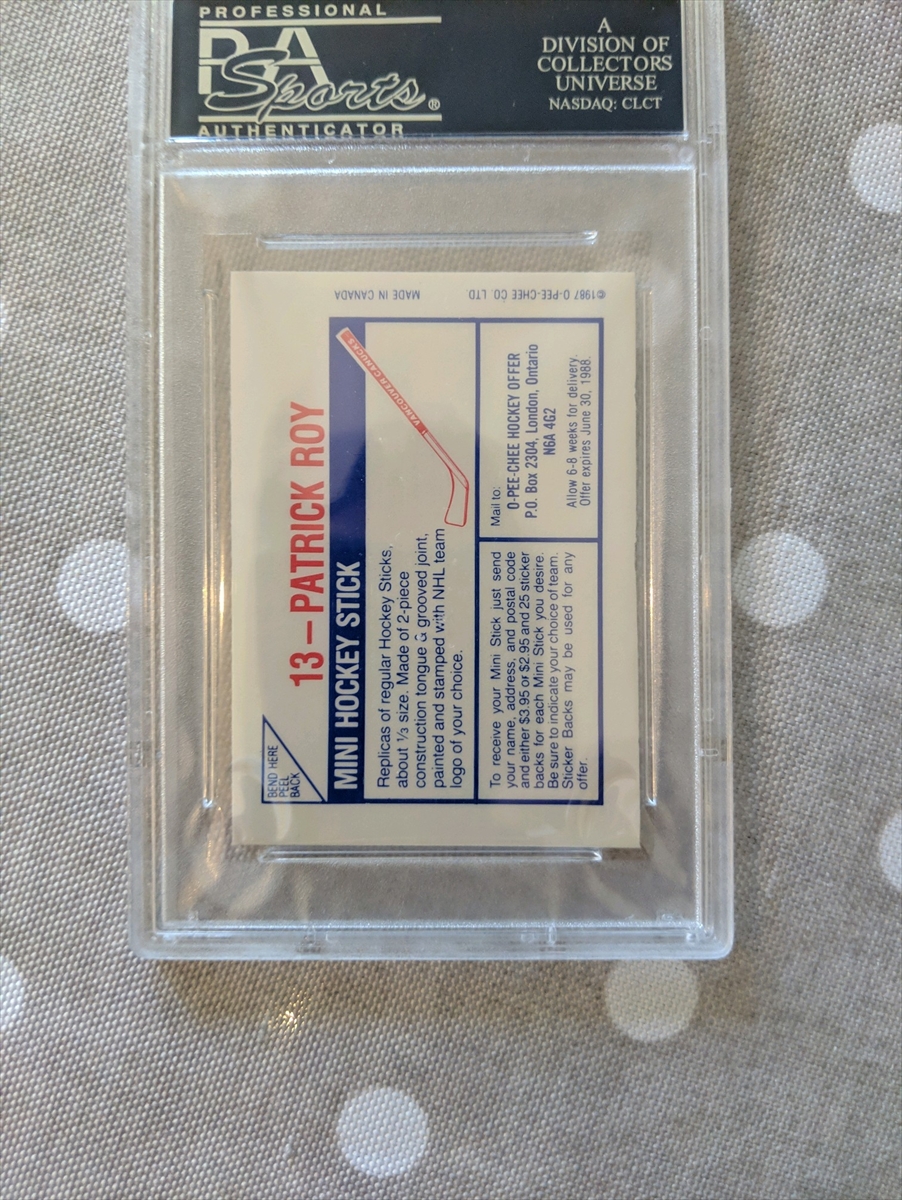 PROFESSIONAL
PSA
Sports®
AUTHENTICATOR
A
DIVISION OF
COLLECTORS
UNIVERSE
NASDAQ: CLCT
BEND HERE
PEEL
BACK
13 – PATRICK ROY
MINI HOCKEY STICK
Replicas of regular Hockey Sticks,
about 1/3 size. Made of 2-piece
construction tongue & grooved joint,
painted and stamped with NHL team
logo of your choice.
VANCOUVER CANUCKS
To receive your Mini Stick just send
your name, address, and postal code
and either $3.95 or $2.95 and 25 sticker
backs for each Mini Stick you desire.
Be sure to indicate your choice of team.
Sticker Backs may be used for any
offer.
Mail to:
O-PEE-CHEE HOCKEY OFFER
P.O. Box 2304, London, Ontario
N6A 4G2
Allow 6-8 weeks for delivery.
Offer expires June 30, 1988.
©1987 O-PEE-CHEE CO. LTD.
MADE IN CANADA